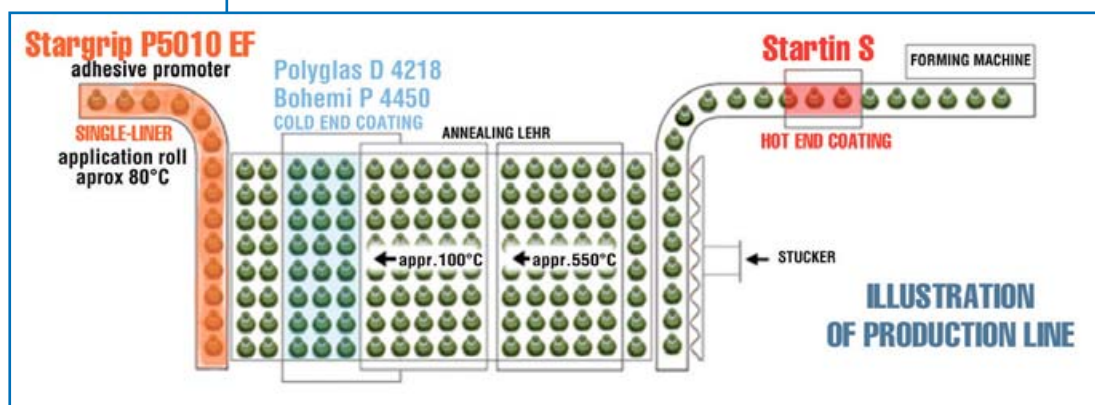 Stargrip P5010 EF
adhesive promoter
SINGLE-LINER
application roll
aprox 80°C
Polyglas D 4218
Bohemi P 4450
COLD END COATING
ANNEALING LEHR
appr.100°C
appr.550°C
Startin S
HOT END COATING
FORMING MACHINE
STUCKER
ILLUSTRATION
OF PRODUCTION LINE